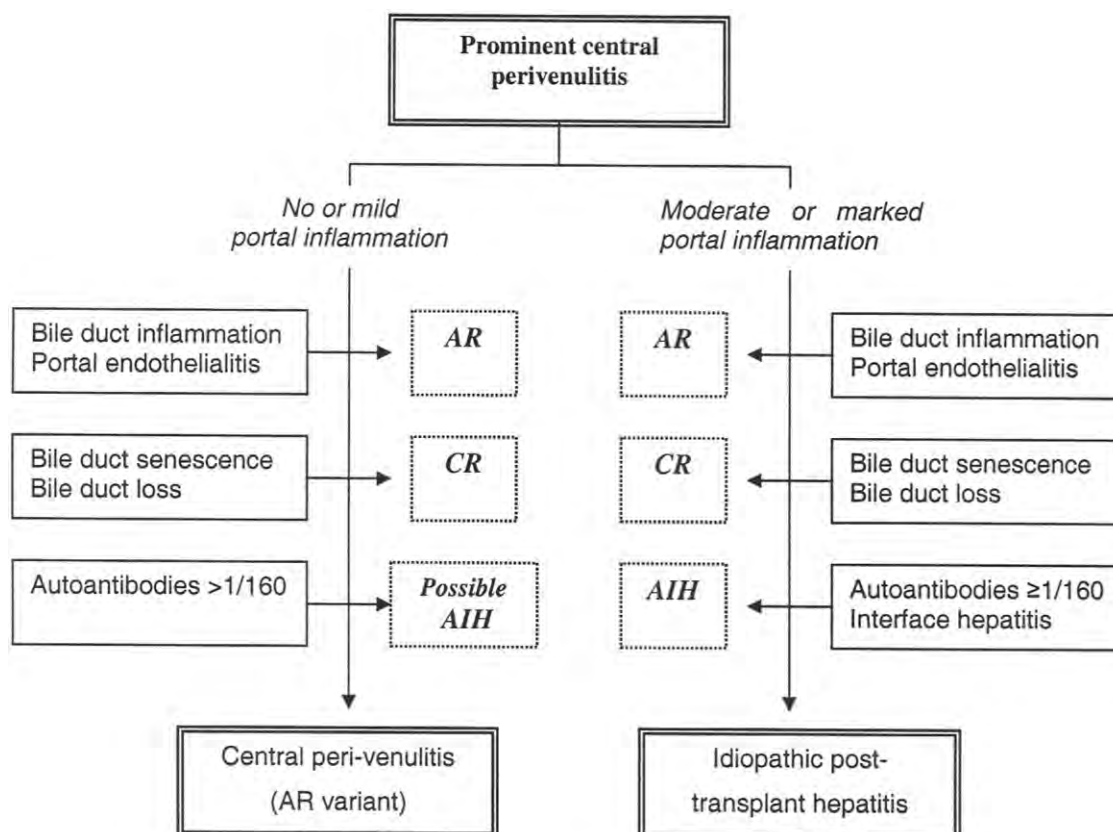 Prominent central
perivenulitis
No or mild
portal inflammation
Moderate or marked
portal inflammation
Bile duct inflammation
Portal endothelialitis
AR
AR
Bile duct inflammation
Portal endothelialitis
Bile duct senescence
Bile duct loss
CR
CR
Bile duct senescence
Bile duct loss
Autoantibodies >1/160
Possible
AIH
AIH
Autoantibodies ≥1/160
Interface hepatitis
Central peri-venulitis
(AR variant)
Idiopathic post-
transplant hepatitis